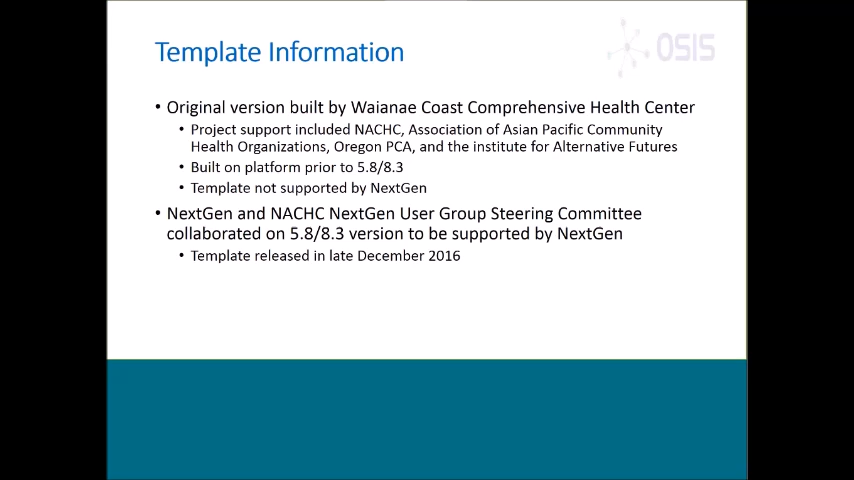 Template Information
OSIS
• Original version built by Waianae Coast Comprehensive Health Center
• Project support included NACHC, Association of Asian Pacific Community
Health Organizations, Oregon PCA, and the institute for Alternative Futures
• Built on platform prior to 5.8/8.3
• Template not supported by NextGen
• NextGen and NACHC NextGen User Group Steering Committee
collaborated on 5.8/8.3 version to be supported by NextGen
• Template released in late December 2016